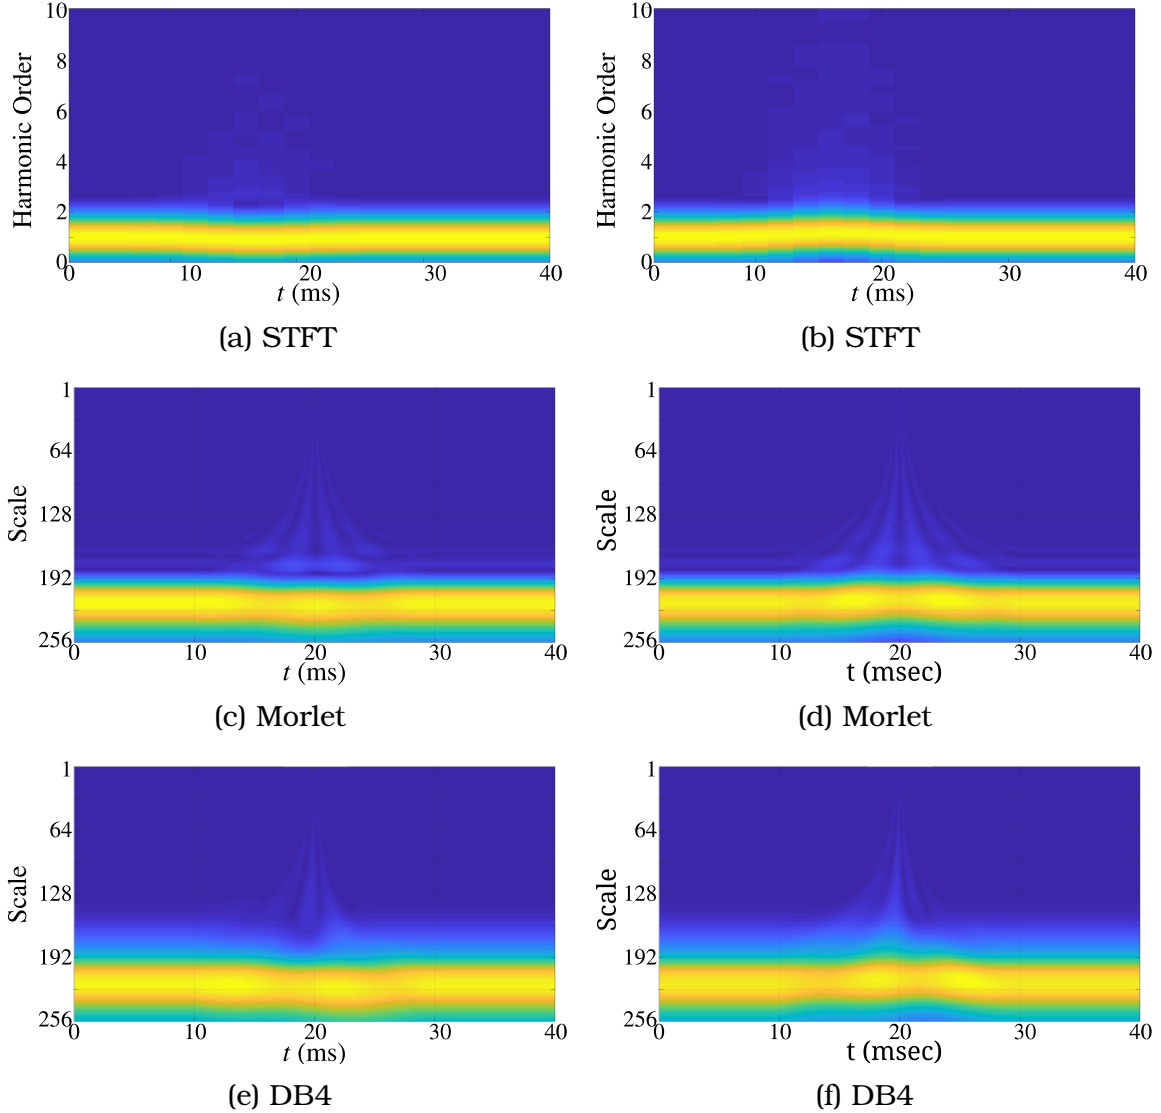 10
8
6
4
2
0
Harmonic Order
0 10 20 30 40
t (ms)
(a) STFT
10
8
6
4
2
0
Harmonic Order
0 10 20 30 40
t (ms)
(b) STFT
1
64
128
192
256
Scale
0 10 20 30 40
t (ms)
(c) Morlet
1
64
128
192
256
Scale
0 10 20 30 40
t (msec)
(d) Morlet
1
64
128
192
256
Scale
0 10 20 30 40
t (ms)
(e) DB4
1
64
128
192
256
Scale
0 10 20 30 40
t (msec)
(f) DB4